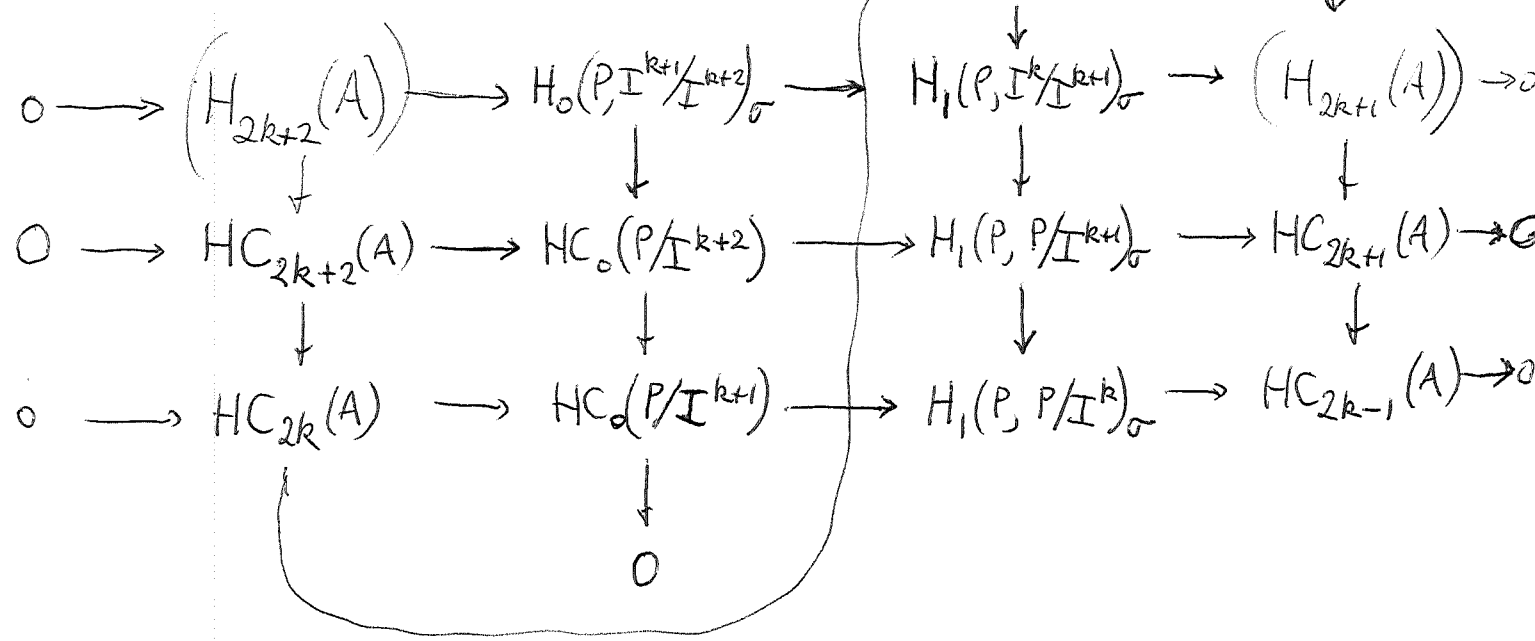 0 → (H_{2k+2}(A)) → H_0(P, I^{k+1}/I^{k+2})_σ → H_1(P, I^k/I^{k+1})_σ → (H_{2k+1}(A)) → 0
0 → HC_{2k+2}(A) → HC_0(P/I^{k+2}) → H_1(P, P/I^{k+1})_σ → HC_{2k+1}(A) → 0
0 → HC_{2k}(A) → HC_0(P/I^{k+1}) → H_1(P, P/I^k)_σ → HC_{2k-1}(A) → 0
0